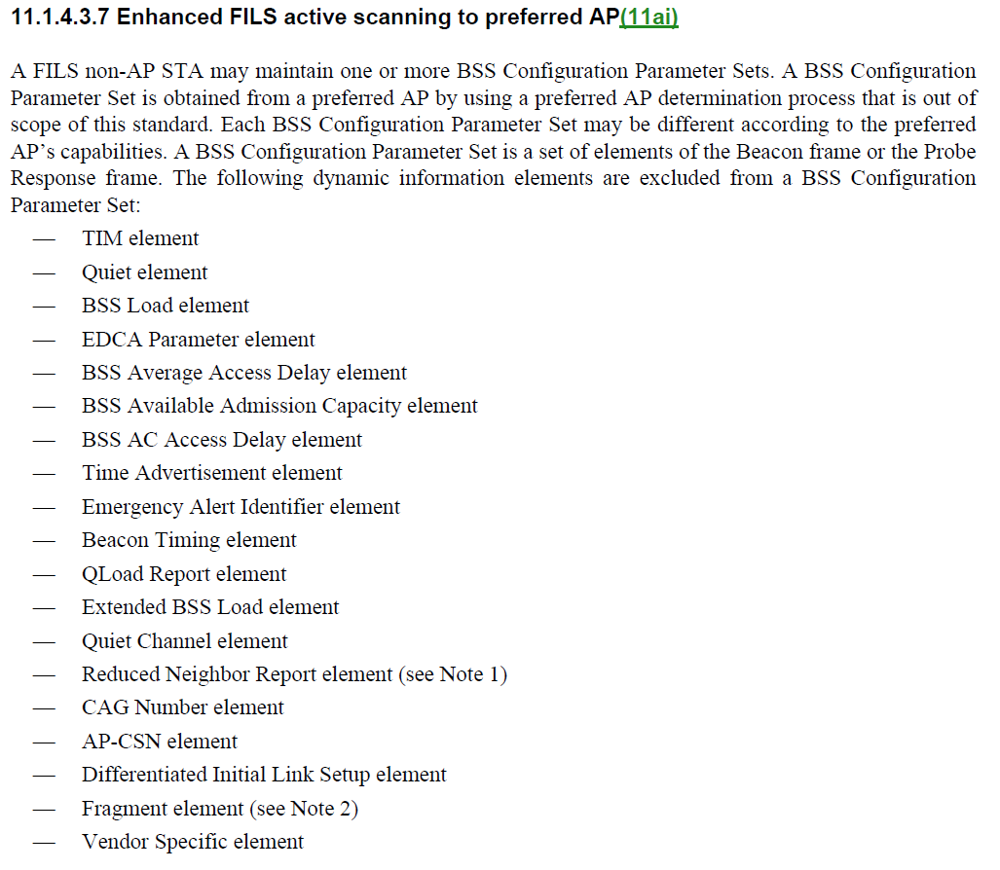 11.1.4.3.7 Enhanced FILS active scanning to preferred AP(11ai)
A FILS non-AP STA may maintain one or more BSS Configuration Parameter Sets. A BSS Configuration
Parameter Set is obtained from a preferred AP by using a preferred AP determination process that is out of
scope of this standard. Each BSS Configuration Parameter Set may be different according to the preferred
AP’s capabilities. A BSS Configuration Parameter Set is a set of elements of the Beacon frame or the Probe
Response frame. The following dynamic information elements are excluded from a BSS Configuration
Parameter Set:
— TIM element
— Quiet element
— BSS Load element
— EDCA Parameter element
— BSS Average Access Delay element
— BSS Available Admission Capacity element
— BSS AC Access Delay element
— Time Advertisement element
— Emergency Alert Identifier element
— Beacon Timing element
— QLoad Report element
— Extended BSS Load element
— Quiet Channel element
— Reduced Neighbor Report element (see Note 1)
— CAG Number element
— AP-CSN element
— Differentiated Initial Link Setup element
— Fragment element (see Note 2)
— Vendor Specific element